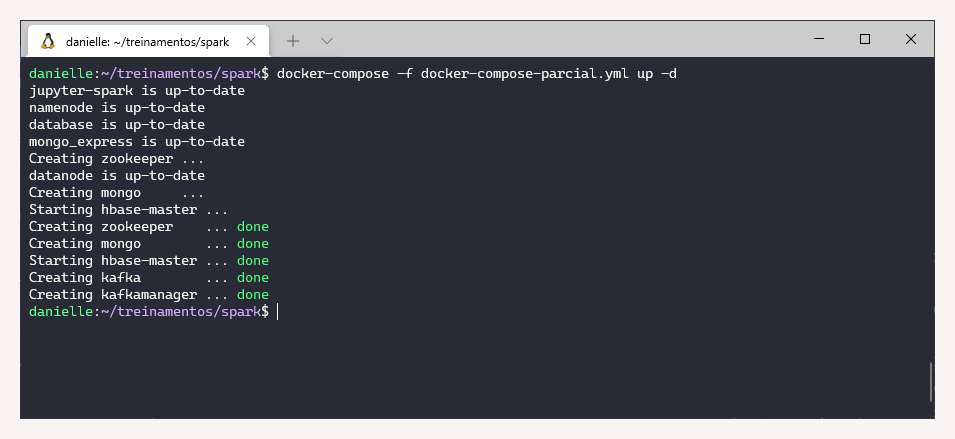 danielle: ~/treinamentos/spark
danielle:~/treinamentos/spark$ docker-compose -f docker-compose-parcial.yml up -d
jupyter-spark is up-to-date
namenode is up-to-date
database is up-to-date
mongo_express is up-to-date
Creating zookeeper ...
datanode is up-to-date
Creating mongo     ...
Starting hbase-master ...
Creating zookeeper    ... done
Creating mongo        ... done
Starting hbase-master ... done
Creating kafka        ... done
Creating kafkamanager ... done
danielle:~/treinamentos/spark$